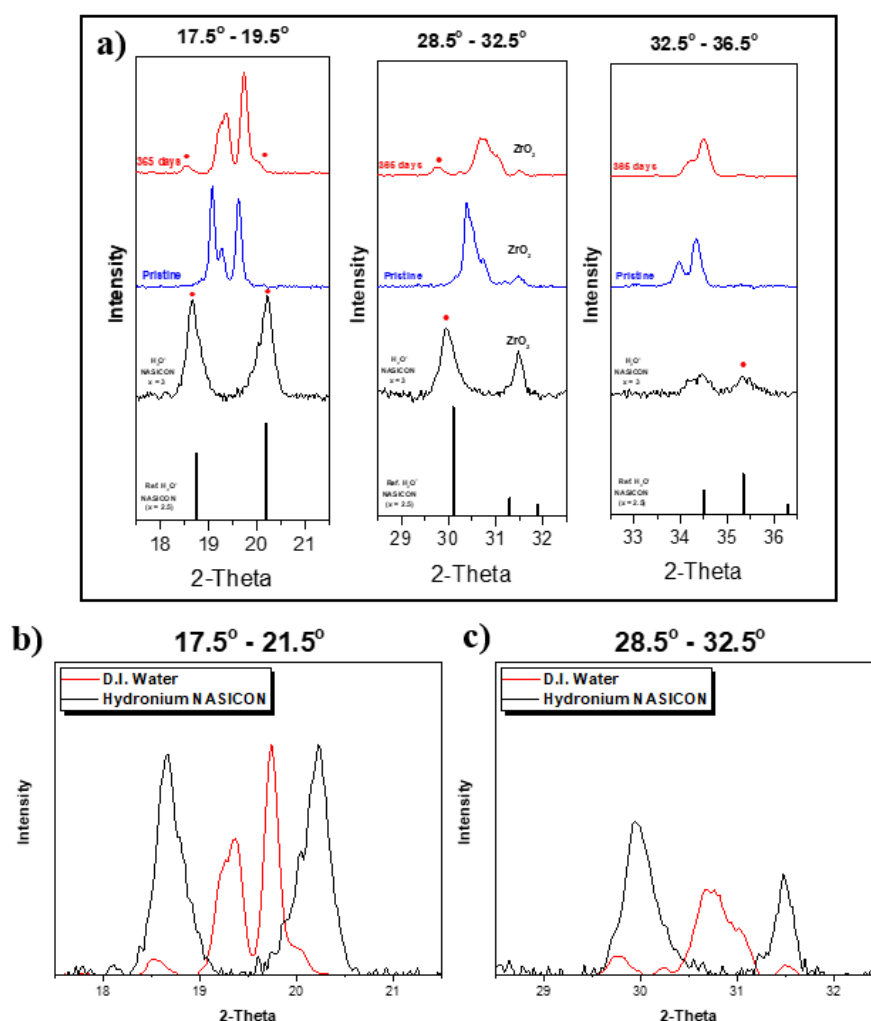 a)
17.5° - 19.5°
28.5° - 32.5°
32.5° - 36.5°
Intensity
365 days
Pristine
H₃O⁺
NASICON
x = 3
Ref. H₃O⁺
NASICON
(x = 2.5)
18 19 20 21
2-Theta
Intensity
365 days
ZrO₂
Pristine
ZrO₂
H₃O⁺
NASICON
x = 3
ZrO₂
Ref. H₃O⁺
NASICON
(x = 2.5)
29 30 31 32
2-Theta
Intensity
365 days
Pristine
H₃O⁺
NASICON
x = 3
Ref. H₃O⁺
NASICON
(x = 2.5)
33 34 35 36
2-Theta
b)
17.5° - 21.5°
D.I. Water
Hydronium NASICON
Intensity
18 19 20 21
2-Theta
c)
28.5° - 32.5°
D.I. Water
Hydronium NASICON
Intensity
29 30 31 32
2-Theta